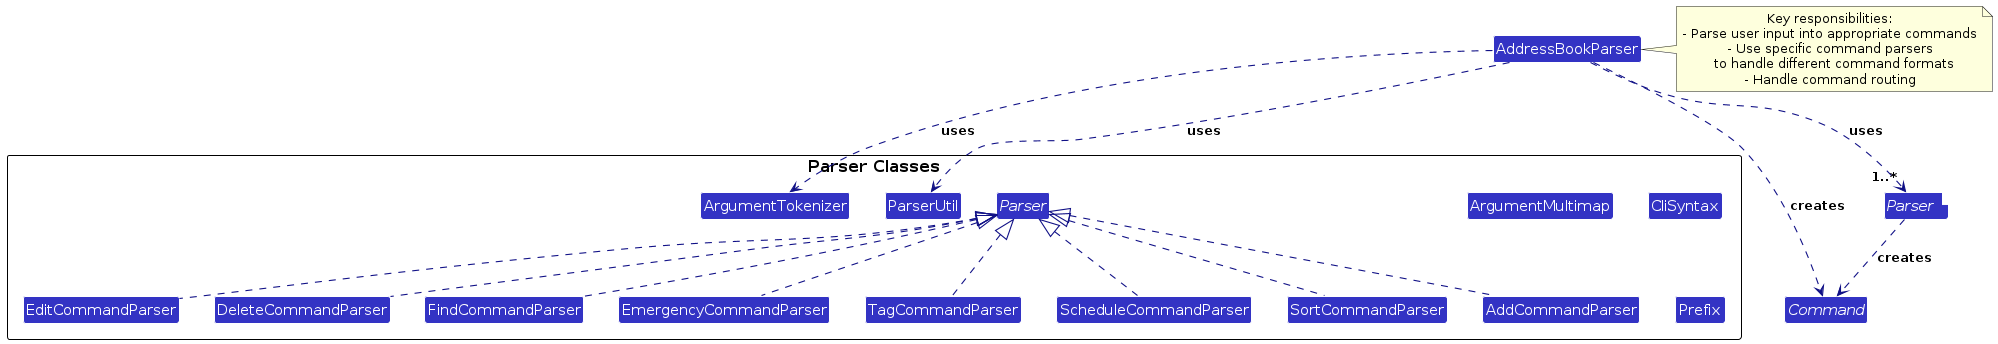 Key responsibilities:
- Parse user input into appropriate commands
- Use specific command parsers
to handle different command formats
- Handle command routing
AddressBookParser
uses
uses
uses
Parser Classes
1..*
ArgumentTokenizer
ParserUtil
Parser
ArgumentMultimap
CliSyntax
creates
Parser
creates
EditCommandParser
DeleteCommandParser
FindCommandParser
EmergencyCommandParser
TagCommandParser
ScheduleCommandParser
SortCommandParser
AddCommandParser
Prefix
Command